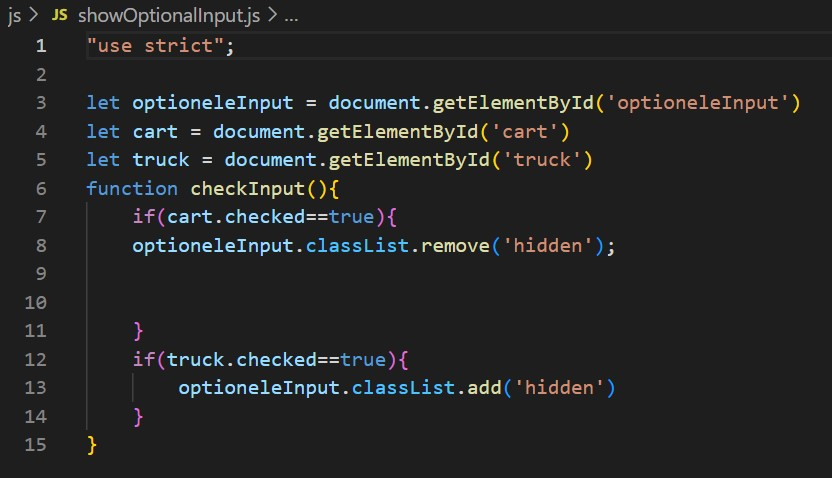 js > JS showOptionalInput.js > ...
1 "use strict";
2
3 let optioneleInput = document.getElementById('optioneleInput')
4 let cart = document.getElementById('cart')
5 let truck = document.getElementById('truck')
6 function checkInput(){
7     if(cart.checked==true){
8     optioneleInput.classList.remove('hidden');
9
10
11     }
12     if(truck.checked==true){
13         optioneleInput.classList.add('hidden')
14     }
15 }